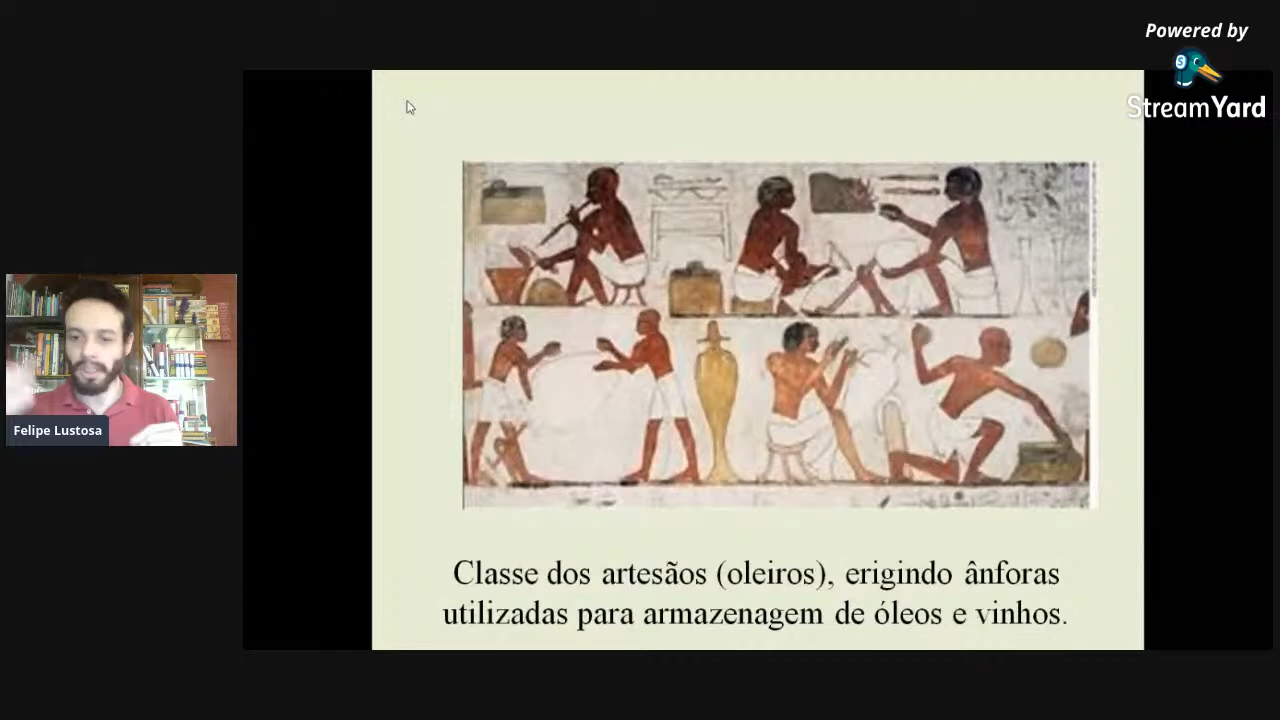 Powered by
StreamYard
Felipe Lustosa
Classe dos artesãos (oleiros), erigindo ânforas
utilizadas para armazenagem de óleos e vinhos.